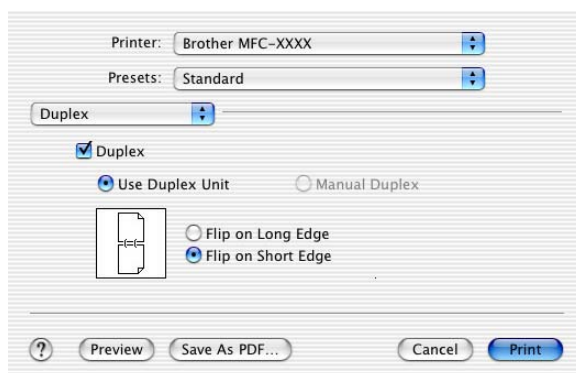 Printer: Brother MFC-XXXX
Presets: Standard
Duplex
Duplex
Use Duplex Unit Manual Duplex
Flip on Long Edge
Flip on Short Edge
? Preview Save As PDF... Cancel Print